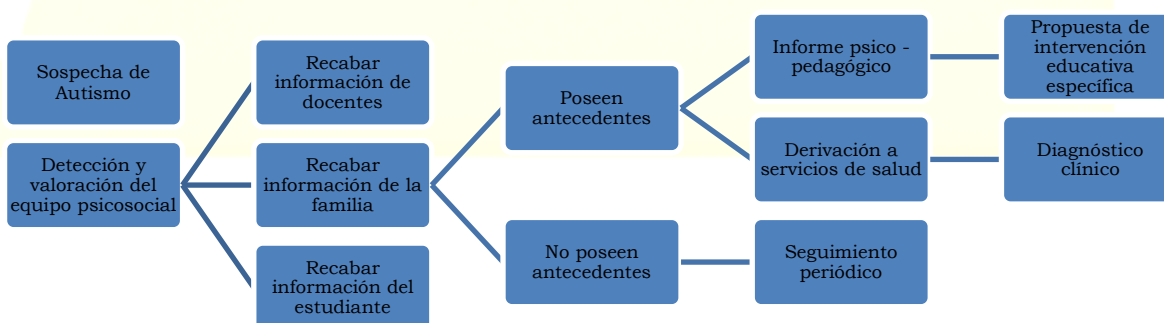 Sospecha de
Autismo
Detección y
valoración del
equipo psicosocial
Recabar
información de
docentes
Recabar
información de la
familia
Recabar
información del
estudiante
Poseen
antecedentes
No poseen
antecedentes
Informe psico -
pedagógico
Derivación a
servicios de salud
Seguimiento
periódico
Propuesta de
intervención
educativa
específica
Diagnóstico
clínico